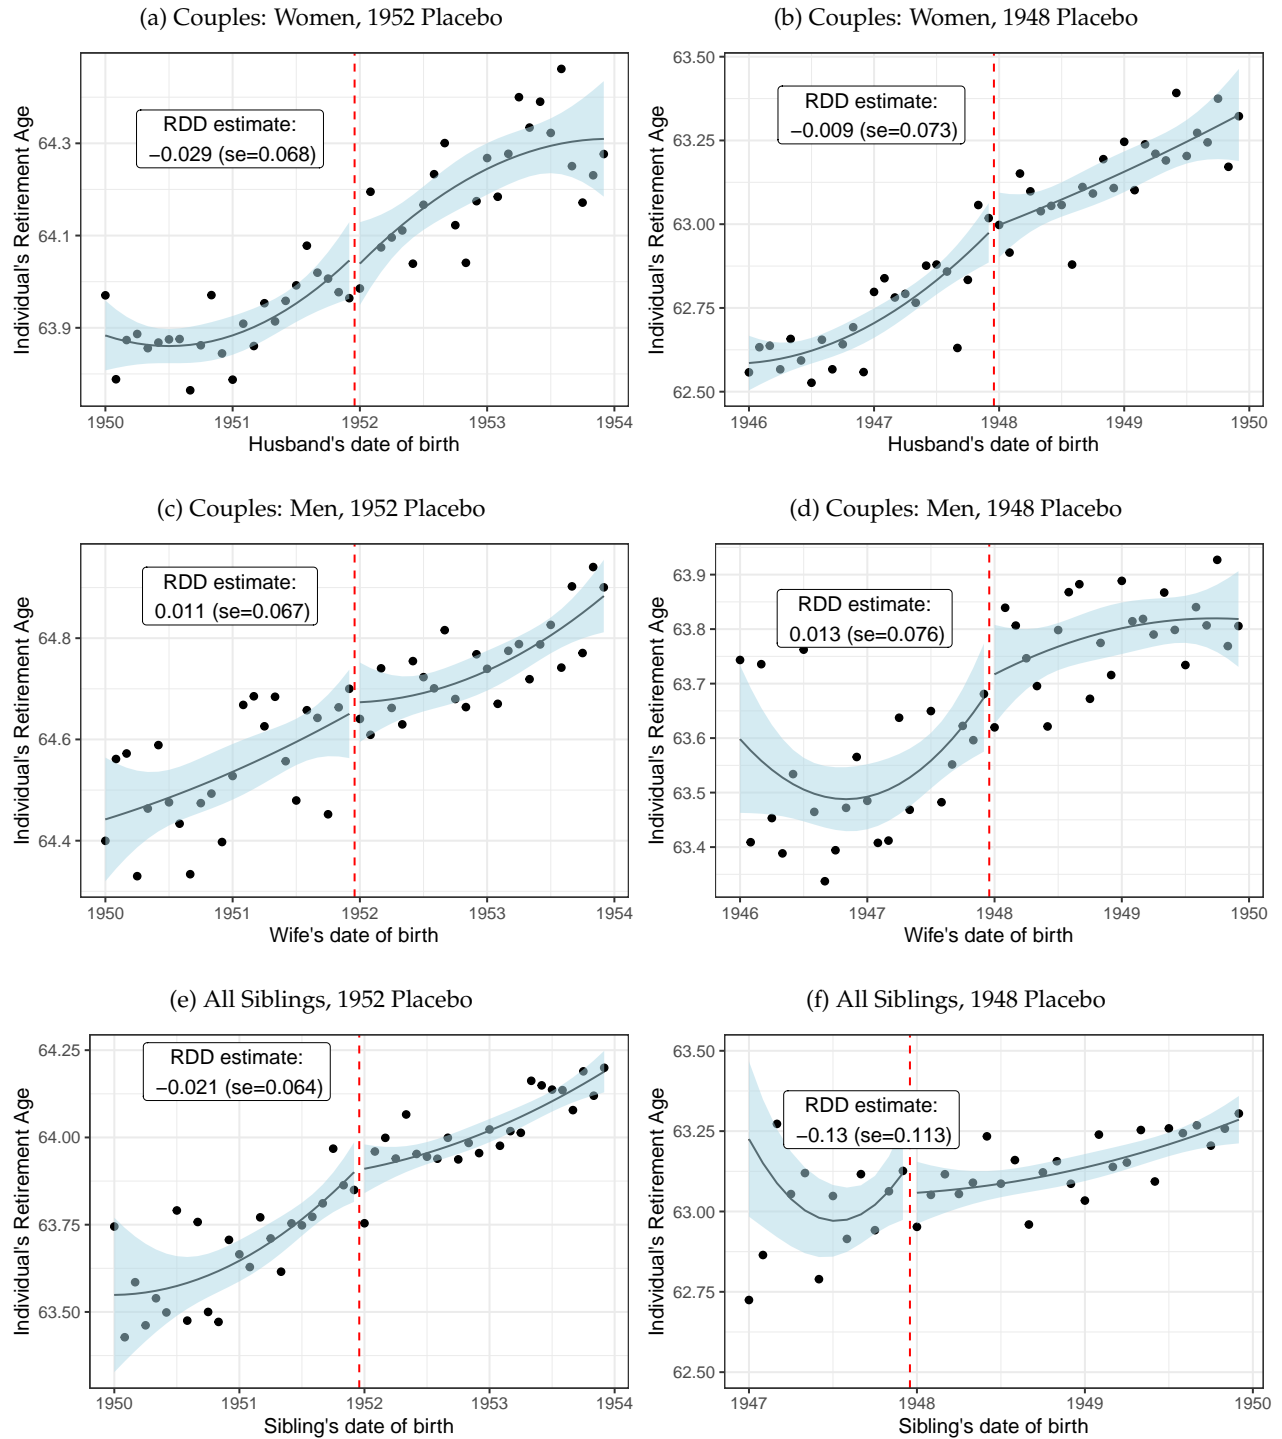 (a) Couples: Women, 1952 Placebo
Individual's Retirement Age
64.3
64.1
63.9
RDD estimate:
−0.029 (se=0.068)
1950 1951 1952 1953 1954
Husband's date of birth
(b) Couples: Women, 1948 Placebo
Individual's Retirement Age
63.50
63.25
63.00
62.75
62.50
RDD estimate:
−0.009 (se=0.073)
1946 1947 1948 1949 1950
Husband's date of birth
(c) Couples: Men, 1952 Placebo
Individual's Retirement Age
64.8
64.6
64.4
RDD estimate:
0.011 (se=0.067)
1950 1951 1952 1953 1954
Wife's date of birth
(d) Couples: Men, 1948 Placebo
Individual's Retirement Age
63.9
63.8
63.7
63.6
63.5
63.4
RDD estimate:
0.013 (se=0.076)
1946 1947 1948 1949 1950
Wife's date of birth
(e) All Siblings, 1952 Placebo
Individual's Retirement Age
64.25
64.00
63.75
63.50
RDD estimate:
−0.021 (se=0.064)
1950 1951 1952 1953 1954
Sibling's date of birth
(f) All Siblings, 1948 Placebo
Individual's Retirement Age
63.50
63.25
63.00
62.75
62.50
RDD estimate:
−0.13 (se=0.113)
1947 1948 1949 1950
Sibling's date of birth